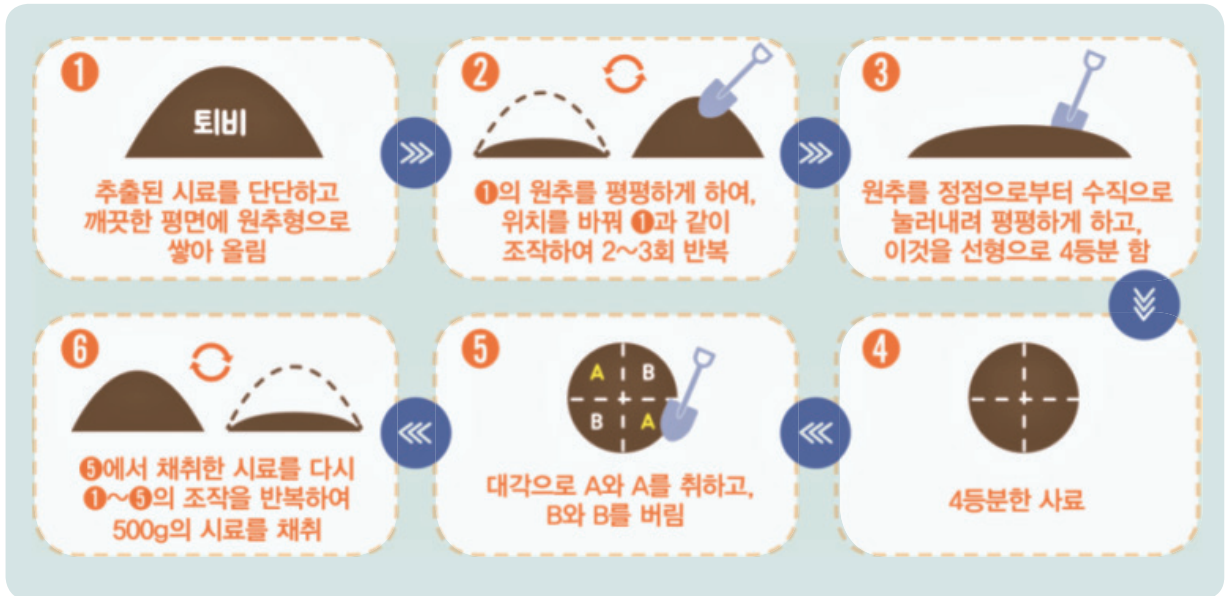 1
퇴비
추출된 시료를 단단하고
깨끗한 평면에 원추형으로
쌓아 올림
2
1의 원추를 평평하게 하여,
위치를 바꿔 1과 같이
조작하여 2~3회 반복
3
원추를 정점으로부터 수직으로
눌러내려 평평하게 하고,
이것을 선형으로 4등분 함
4
4등분한 사료
5
A B
B A
대각으로 A와 A를 취하고,
B와 B를 버림
6
5에서 채취한 시료를 다시
1~5의 조작을 반복하여
500g의 시료를 채취